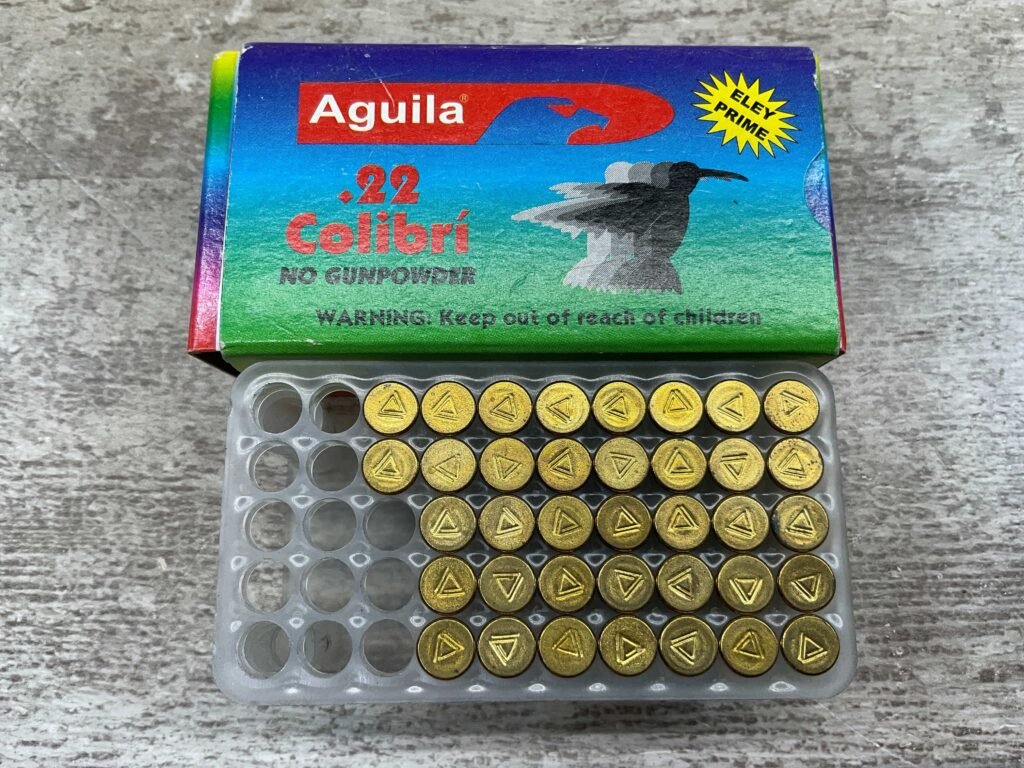 Aguila®
ELEY
PRIME
.22
Colibrí
NO GUNPOWDER
WARNING: Keep out of reach of children